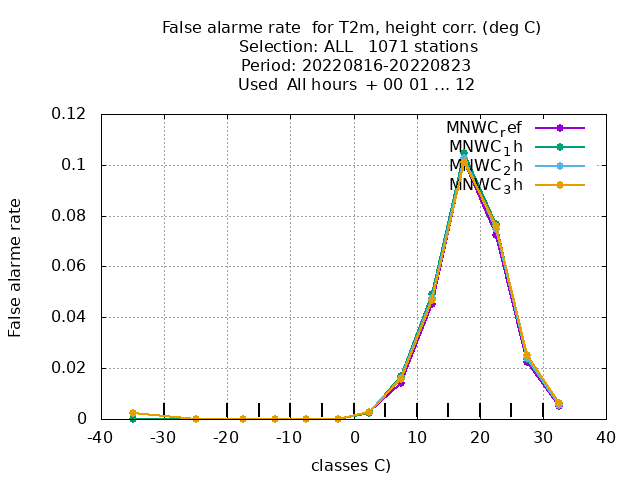 False alarme rate  for T2m, height corr. (deg C)
Selection: ALL   1071 stations
Period: 20220816-20220823
Used  All hours  + 00 01 ... 12
0.12
0.1
0.08
0.06
0.04
0.02
0
False alarme rate
MNWC_ref
MNWC_1h
MNWC_2h
MNWC_3h
-40 -30 -20 -10 0 10 20 30 40
classes C)